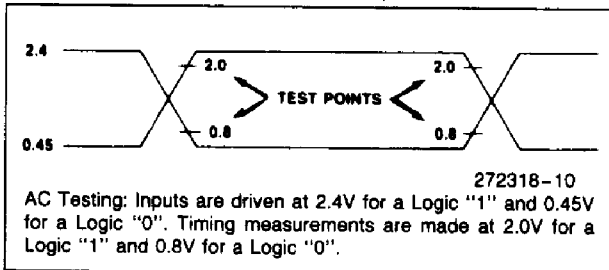 2.4
2.0
2.0
TEST POINTS
0.8
0.8
0.45
272318-10
AC Testing: Inputs are driven at 2.4V for a Logic "1" and 0.45V
for a Logic "0". Timing measurements are made at 2.0V for a
Logic "1" and 0.8V for a Logic "0".